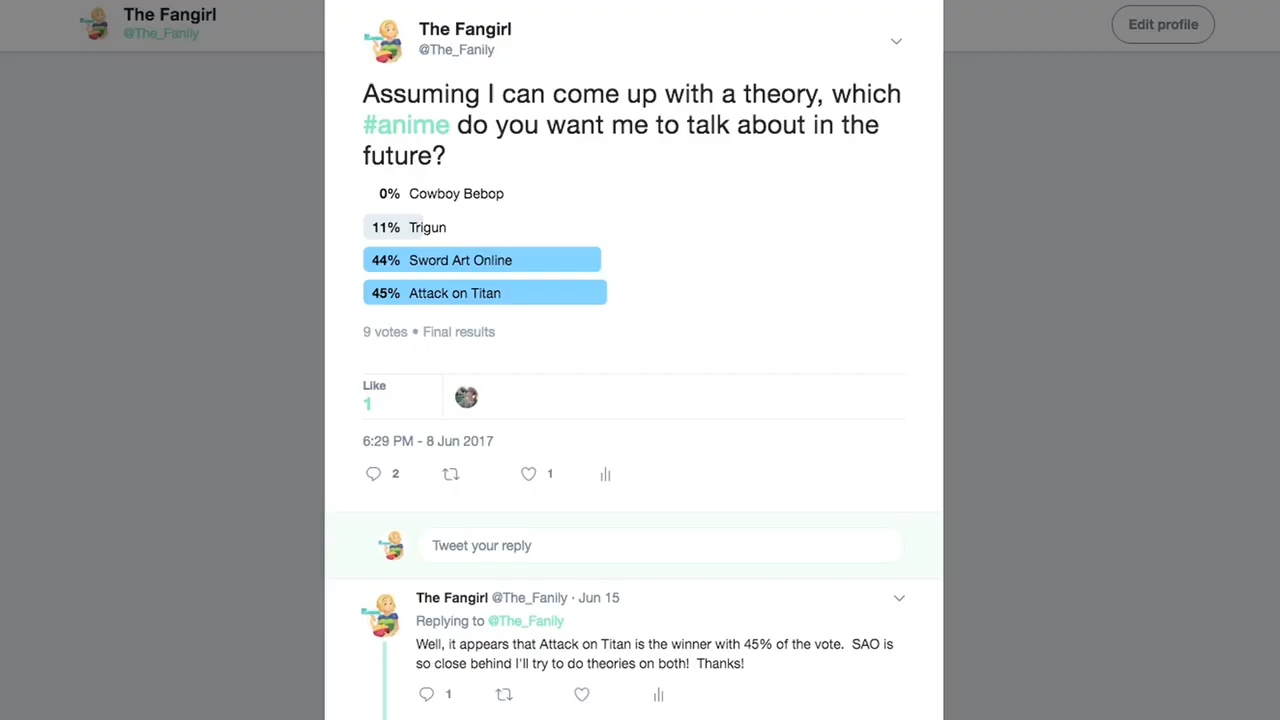 The Fangirl
@The_Fanily
Edit profile
The Fangirl
@The_Fanily
Assuming I can come up with a theory, which
#anime do you want me to talk about in the
future?
0% Cowboy Bebop
11% Trigun
44% Sword Art Online
45% Attack on Titan
9 votes • Final results
Like
1
6:29 PM - 8 Jun 2017
2
1
Tweet your reply
The Fangirl @The_Fanily · Jun 15
Replying to @The_Fanily
Well, it appears that Attack on Titan is the winner with 45% of the vote.  SAO is
so close behind I'll try to do theories on both!  Thanks!
1